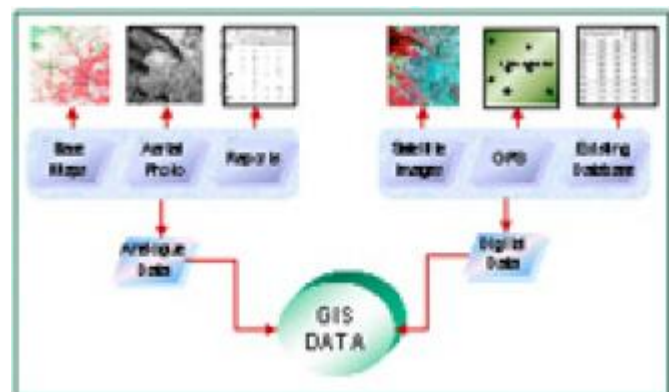 Base
Maps
Aerial
Photo
Reports
Satellite
Images
GPS
Existing
Database
Analogue
Data
Digital
Data
GIS
DATA